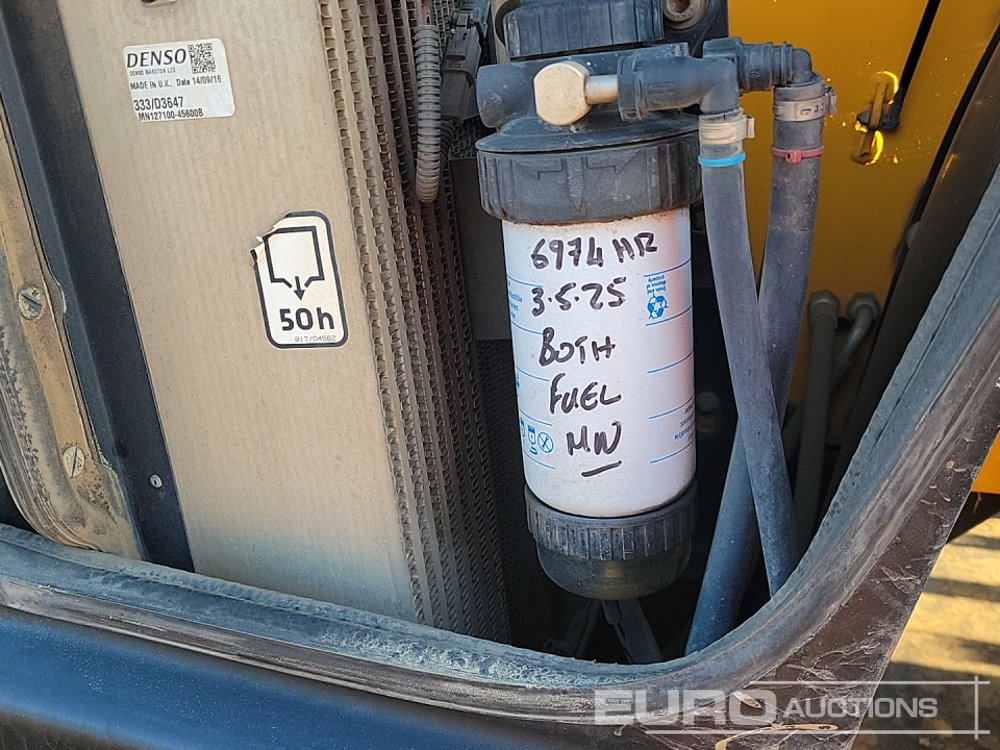 DENSO
DENSO MARSTON LTD
MADE IN U.K. Date 14/09/16
333/D3647
MN127100-45600B
50h
817/04662
6974 HR
3.5.25
BOTH
FUEL
MW
EURO AUCTIONS